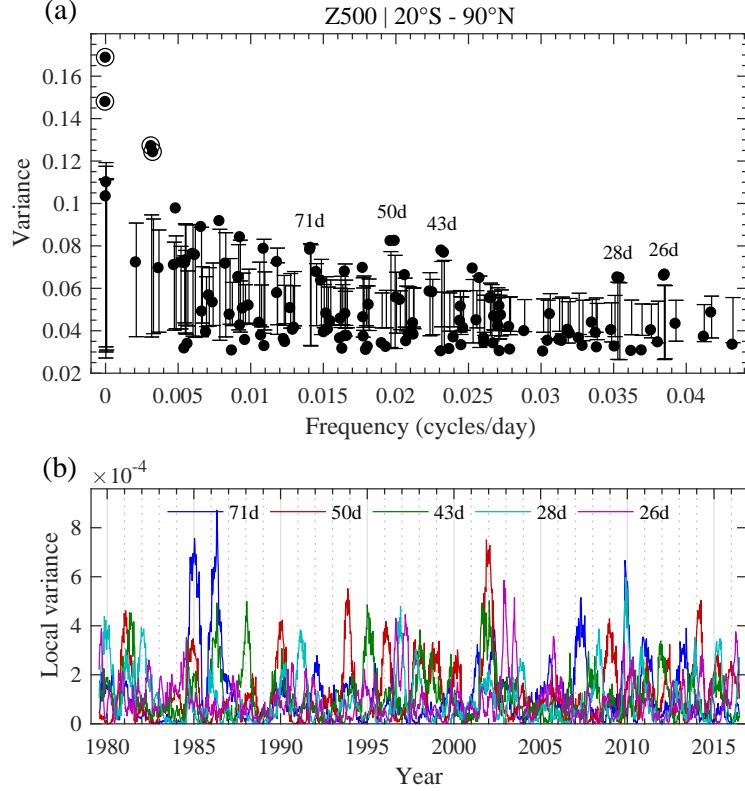 (a)
Z500 | 20°S - 90°N
Variance
0.16
0.14
0.12
0.1
0.08
0.06
0.04
0.02
71d
50d
43d
28d
26d
0 0.005 0.01 0.015 0.02 0.025 0.03 0.035 0.04
Frequency (cycles/day)
(b)
×10⁻⁴
Local variance
8
6
4
2
0
71d 50d 43d 28d 26d
1980 1985 1990 1995 2000 2005 2010 2015
Year